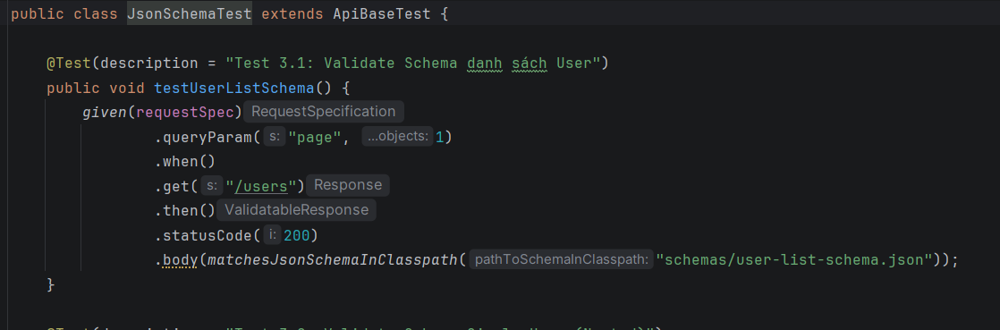 public class JsonSchemaTest extends ApiBaseTest {
@Test(description = "Test 3.1: Validate Schema danh sách User")
public void testUserListSchema() {
given(requestSpec) RequestSpecification
.queryParam( s: "page", ...objects: 1)
.when()
.get( s: "/users") Response
.then() ValidatableResponse
.statusCode( i: 200)
.body(matchesJsonSchemaInClasspath( pathToSchemaInClasspath: "schemas/user-list-schema.json"));
}